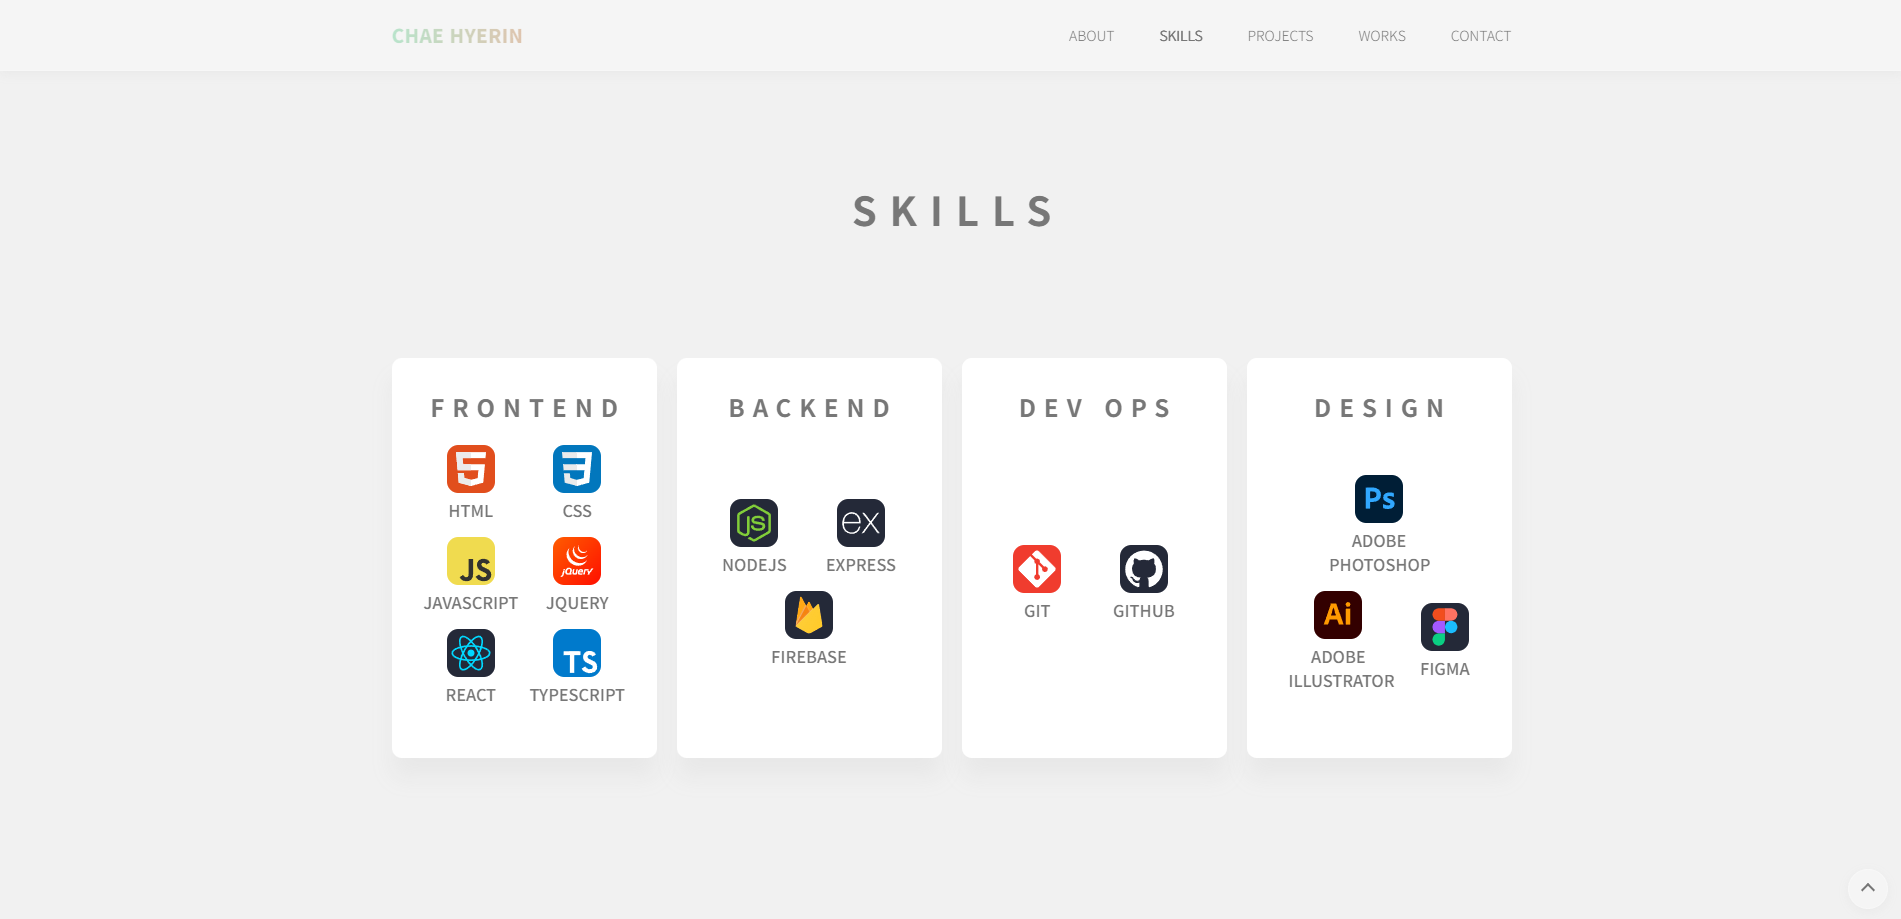 CHAE HYERIN
ABOUT SKILLS PROJECTS WORKS CONTACT
SKILLS
FRONTEND
HTML CSS
JS jQuery
JAVASCRIPT JQUERY
TS
REACT TYPESCRIPT
BACKEND
JS ex
NODEJS EXPRESS
FIREBASE
DEV OPS
GIT GITHUB
DESIGN
Ps
ADOBE
PHOTOSHOP
Ai
ADOBE
ILLUSTRATOR
FIGMA